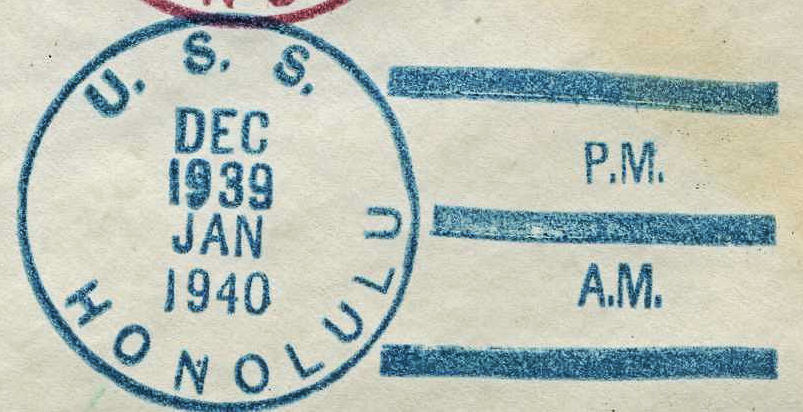 U. S. S.
DEC
1939
JAN
1940
HONOLULU
P.M.
A.M.